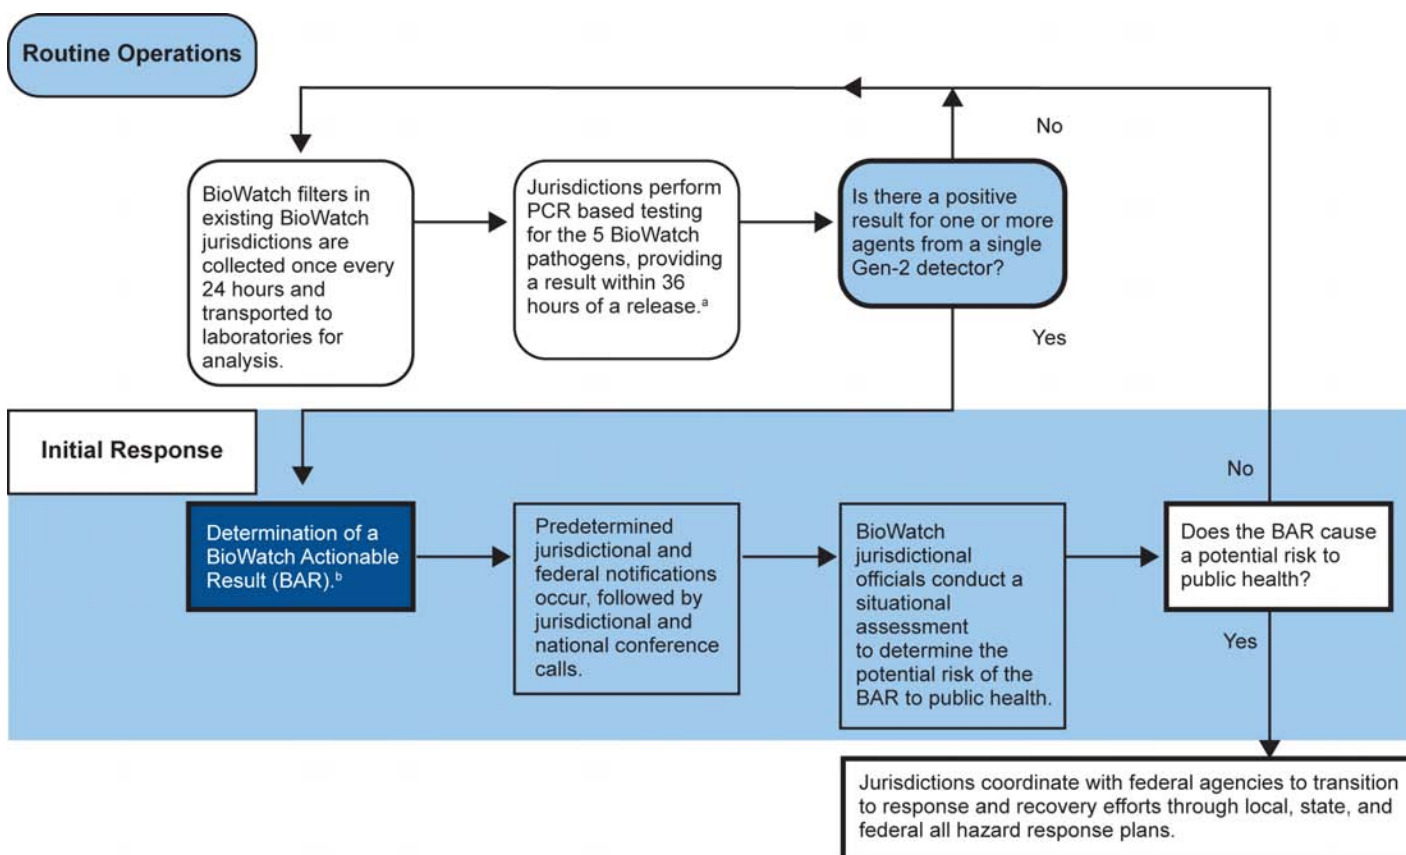 Routine Operations
No
BioWatch filters in
existing BioWatch
jurisdictions are
collected once every
24 hours and
transported to
laboratories for
analysis.
Jurisdictions perform
PCR based testing
for the 5 BioWatch
pathogens, providing
a result within 36
hours of a release.a
Is there a positive
result for one or more
agents from a single
Gen-2 detector?
Yes
Initial Response
No
Determination of a
BioWatch Actionable
Result (BAR).b
Predetermined
jurisdictional and
federal notifications
occur, followed by
jurisdictional and
national conference
calls.
BioWatch
jurisdictional
officials conduct a
situational
assessment
to determine the
potential risk of the
BAR to public health.
Does the BAR cause
a potential risk to
public health?
Yes
Jurisdictions coordinate with federal agencies to transition
to response and recovery efforts through local, state, and
federal all hazard response plans.